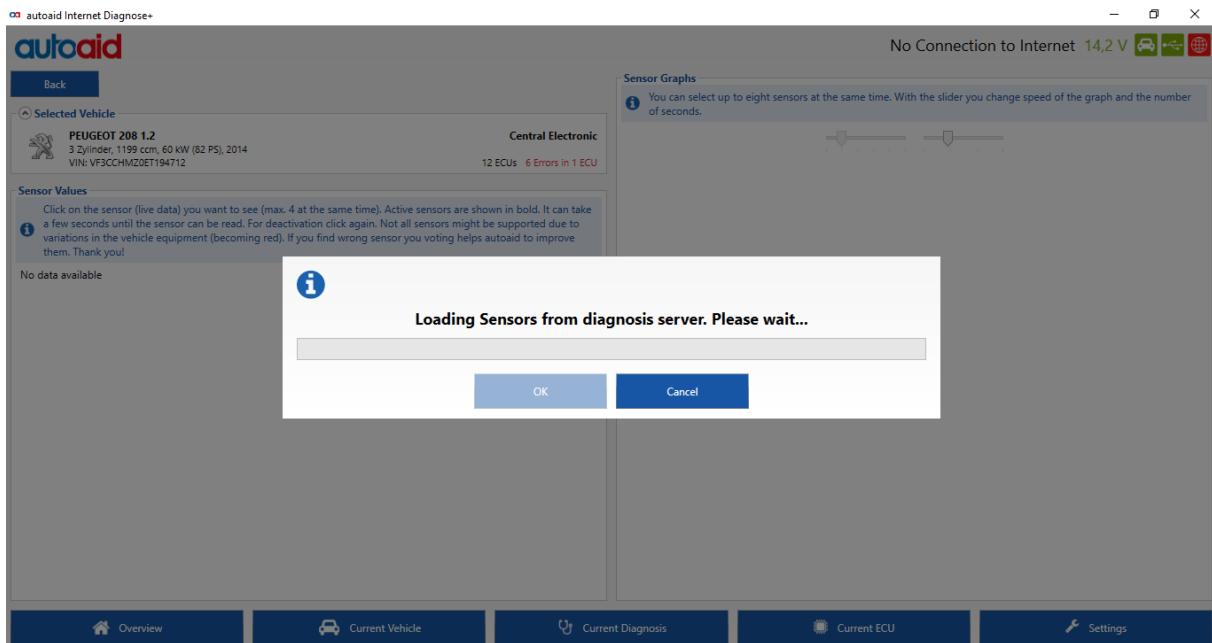 autoaid Internet Diagnose+
autoaid
No Connection to Internet 14,2 V
Back
Selected Vehicle
PEUGEOT 208 1.2
Central Electronic
3 Zylinder, 1199 ccm, 60 kW (82 PS), 2014
VIN: VF3CCHMZ0ET194712
12 ECUs 6 Errors in 1 ECU
Sensor Values
Click on the sensor (live data) you want to see (max. 4 at the same time). Active sensors are shown in bold. It can take
a few seconds until the sensor can be read. For deactivation click again. Not all sensors might be supported due to
variations in the vehicle equipment (becoming red). If you find wrong sensor you voting helps autoaid to improve
them. Thank you!
No data available
Sensor Graphs
You can select up to eight sensors at the same time. With the slider you change speed of the graph and the number
of seconds.
Loading Sensors from diagnosis server. Please wait...
OK
Cancel
Overview
Current Vehicle
Current Diagnosis
Current ECU
Settings